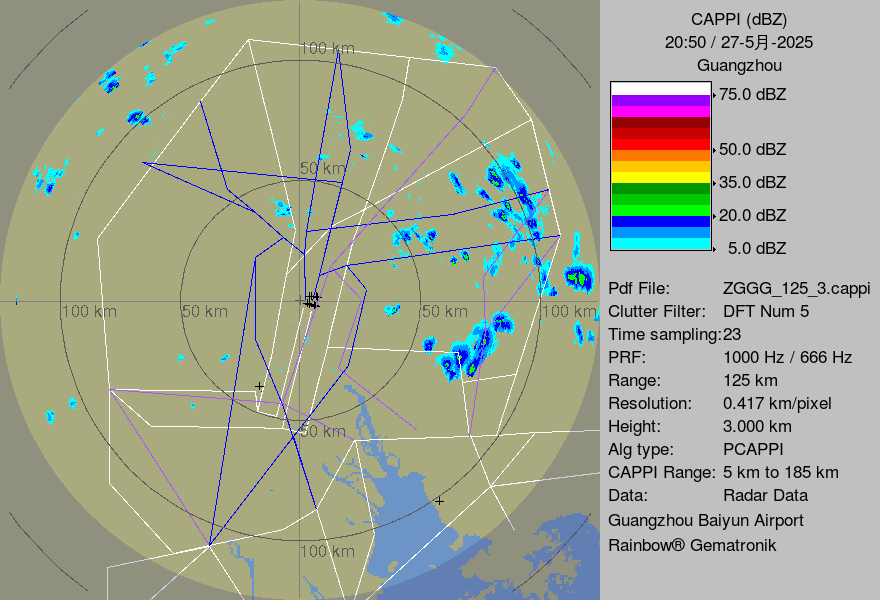 CAPPI (dBZ)
20:50 / 27-5月-2025
Guangzhou
75.0 dBZ
50.0 dBZ
35.0 dBZ
20.0 dBZ
5.0 dBZ
Pdf File: ZGGG_125_3.cappi
Clutter Filter: DFT Num 5
Time sampling:23
PRF: 1000 Hz / 666 Hz
Range: 125 km
Resolution: 0.417 km/pixel
Height: 3.000 km
Alg type: PCAPPI
CAPPI Range: 5 km to 185 km
Data: Radar Data
Guangzhou Baiyun Airport
Rainbow® Gematronik
100 km
50 km
100 km
50 km
50 km
100 km
50 km
100 km